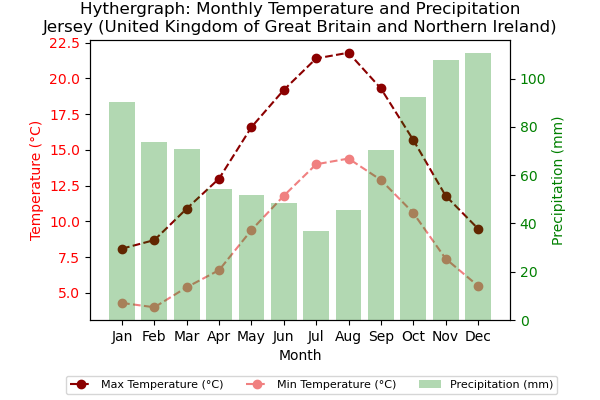 Hythergraph: Monthly Temperature and Precipitation
Jersey (United Kingdom of Great Britain and Northern Ireland)
22.5
20.0
17.5
15.0
12.5
10.0
7.5
5.0
Temperature (°C)
100
80
60
40
20
0
Precipitation (mm)
Jan Feb Mar Apr May Jun Jul Aug Sep Oct Nov Dec
Month
Max Temperature (°C) Min Temperature (°C) Precipitation (mm)